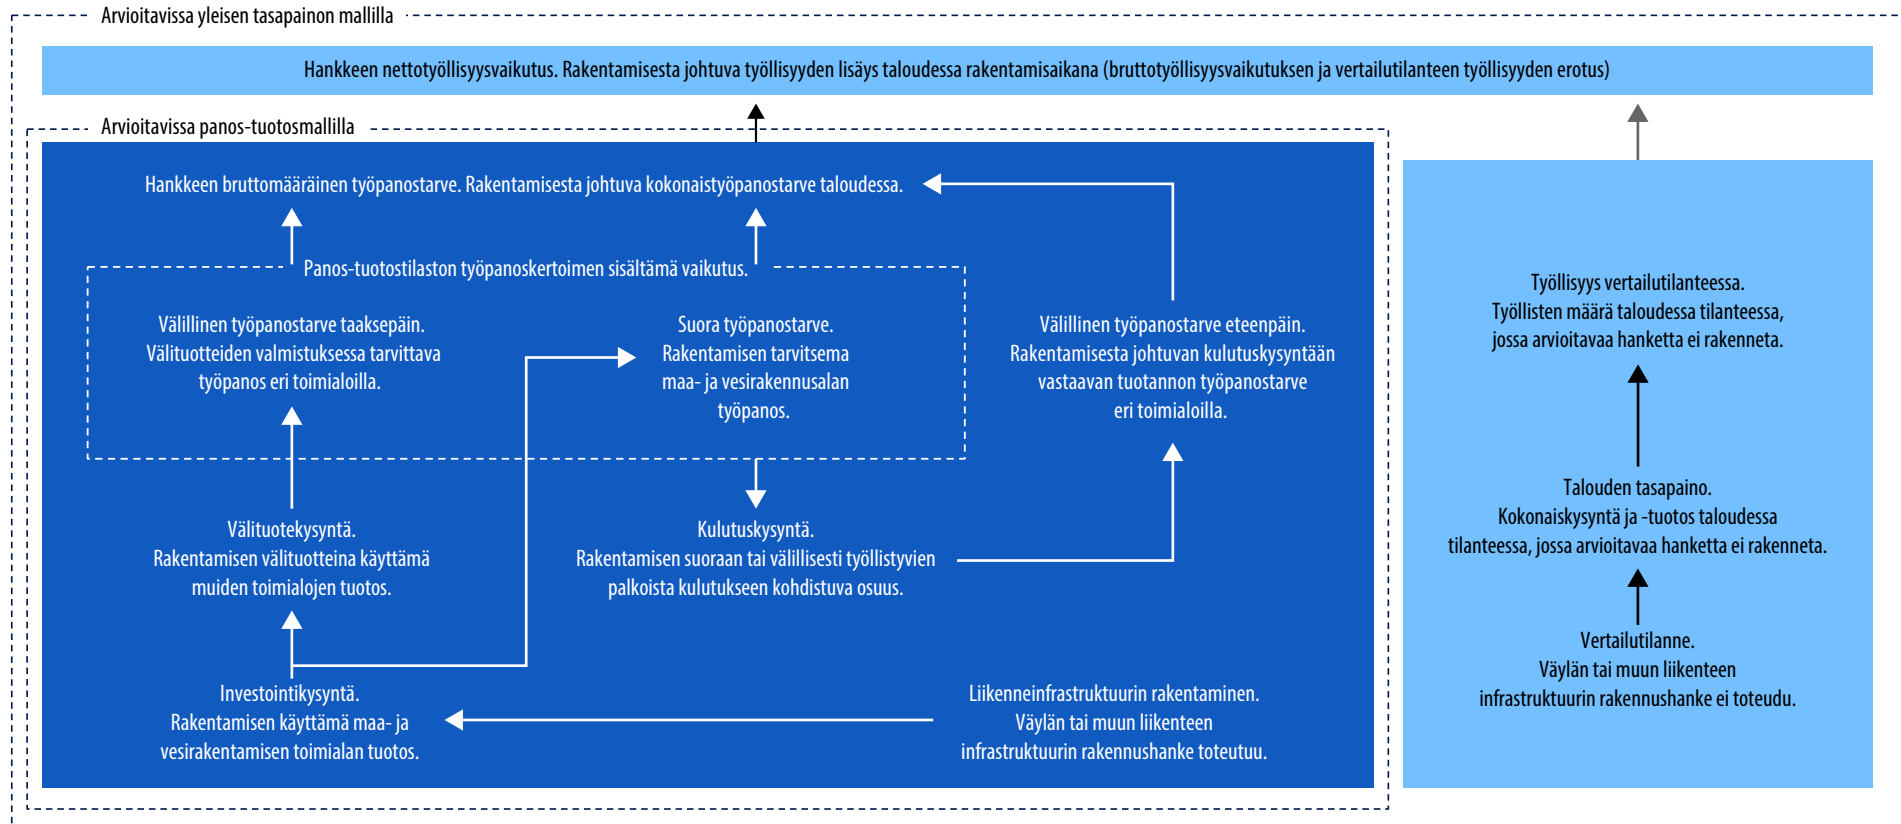 Arvioitavissa yleisen tasapainon mallilla
Hankkeen nettotyöllisyysvaikutus. Rakentamisesta johtuva työllisyyden lisäys taloudessa rakentamisaikana (bruttotyöllisyysvaikutuksen ja vertailutilanteen työllisyyden erotus)
Arvioitavissa panos-tuotosmallilla
Hankkeen bruttomääräinen työpanostarve. Rakentamisesta johtuva kokonaistyöpanostarve taloudessa.
Panos-tuotostilaston työpanoskertoimen sisältämä vaikutus.
Välillinen työpanostarve taaksepäin.
Välituotteiden valmistuksessa tarvittava
työpanos eri toimialoilla.
Suora työpanostarve.
Rakentamisen tarvitsema
maa- ja vesirakennusalan
työpanos.
Välillinen työpanostarve eteenpäin.
Rakentamisesta johtuvan kulutuskysyntään
vastaavan tuotannon työpanostarve
eri toimialoilla.
Välituotekysyntä.
Rakentamisen välituotteina käyttämä
muiden toimialojen tuotos.
Kulutuskysyntä.
Rakentamisen suoraan tai välillisesti työllistyvien
palkoista kulutukseen kohdistuva osuus.
Investointikysyntä.
Rakentamisen käyttämä maa- ja
vesirakentamisen toimialan tuotos.
Liikenneinfrastruktuurin rakentaminen.
Väylän tai muun liikenteen
infrastruktuurin rakennushanke toteutuu.
Työllisyys vertailutilanteessa.
Työllisten määrä taloudessa tilanteessa,
jossa arvioitavaa hanketta ei rakenneta.
Talouden tasapaino.
Kokonaiskysyntä ja -tuotos taloudessa
tilanteessa, jossa arvioitavaa hanketta ei rakenneta.
Vertailutilanne.
Väylän tai muun liikenteen
infrastruktuurin rakennushanke ei toteudu.